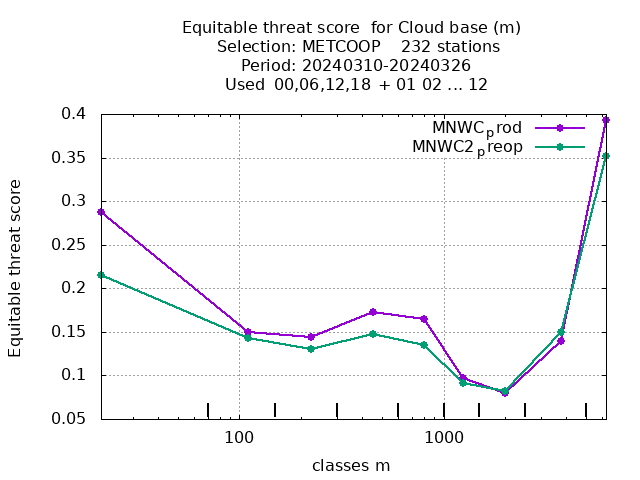 Equitable threat score  for Cloud base (m)
Selection: METCOOP    232 stations
Period: 20240310-20240326
Used  00,06,12,18 + 01 02 ... 12
MNWC_prod
MNWC2_preop
0.4
0.35
0.3
0.25
0.2
0.15
0.1
0.05
Equitable threat score
100 1000
classes m